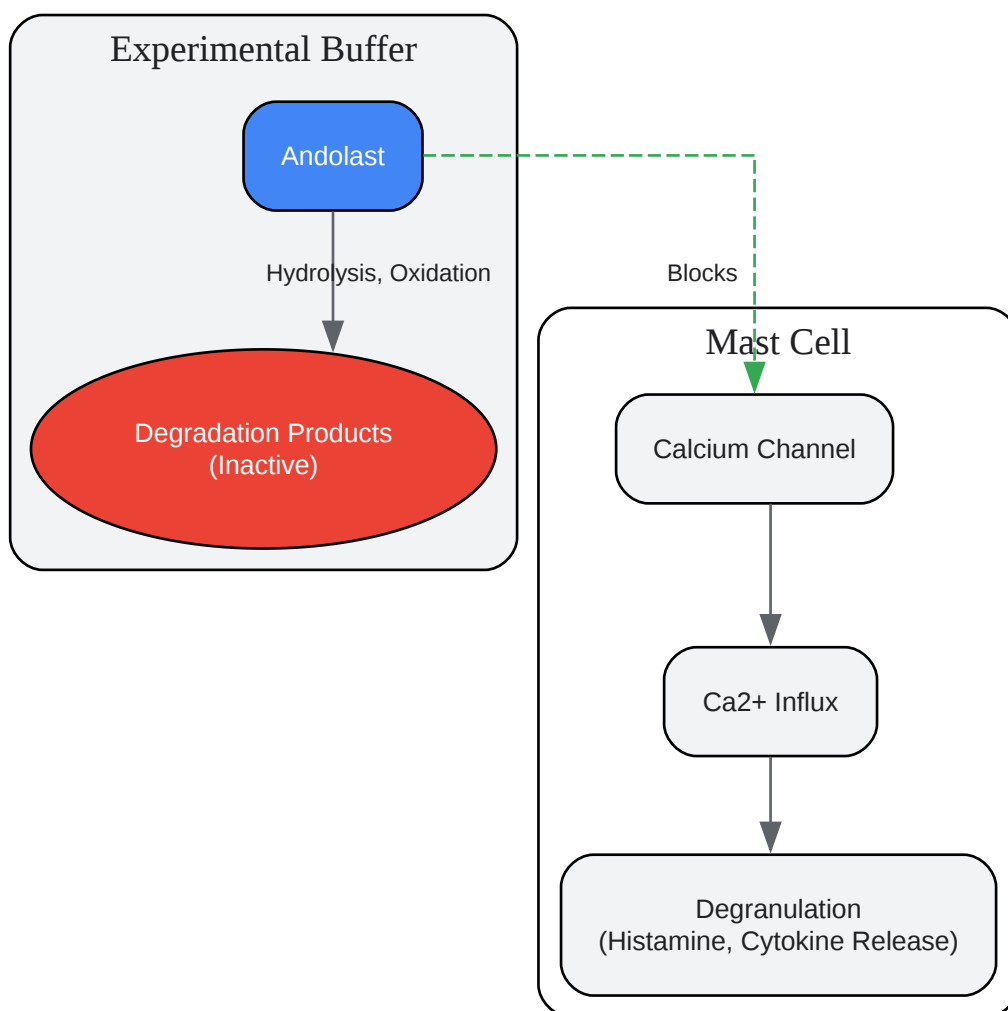 Experimental Buffer
Andolast
Hydrolysis, Oxidation
Blocks
Degradation Products
(Inactive)
Mast Cell
Calcium Channel
Ca2+ Influx
Degranulation
(Histamine, Cytokine Release)